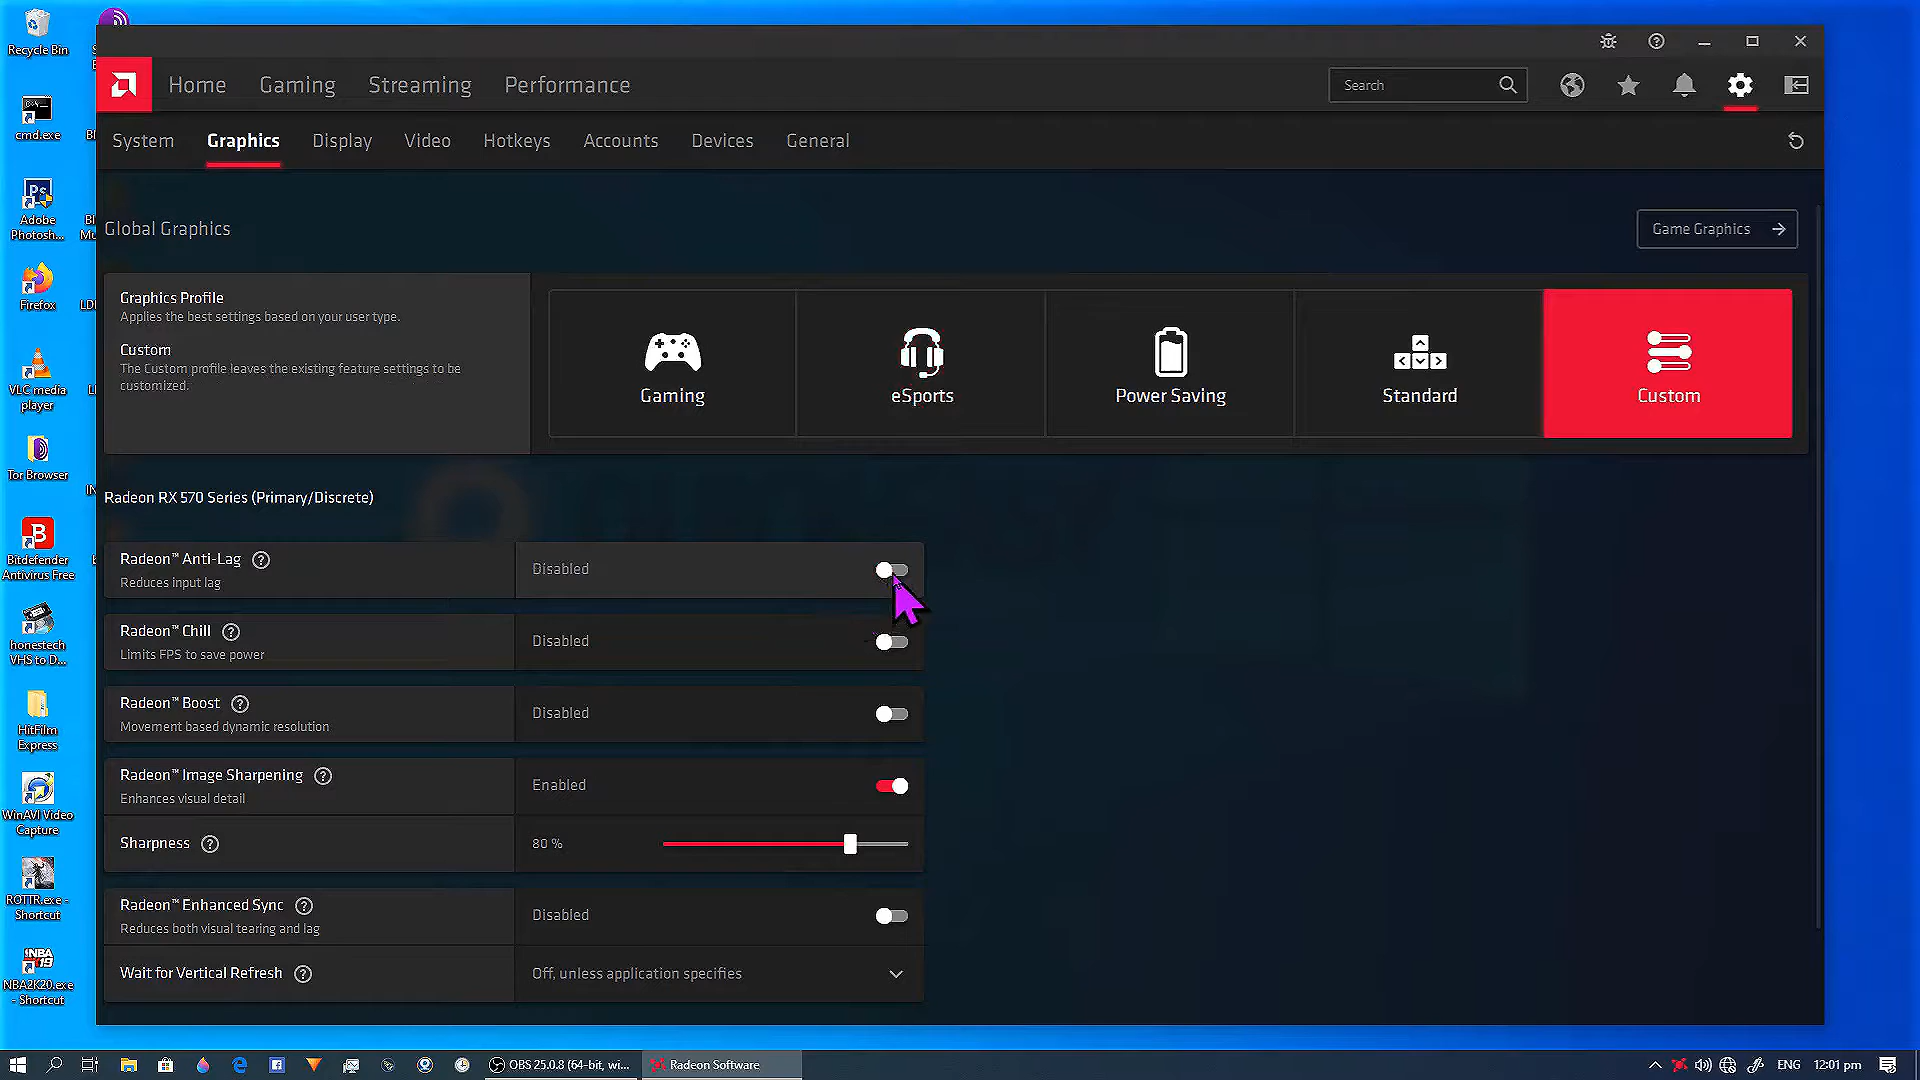 Recycle Bin
cmd.exe
Adobe
Photosh...
Firefox
VLC media
player
Tor Browser
Bitdefender
Antivirus Free
honestech
VHS to D...
HitFilm
Express
WinAVI Video
Capture
ROTTR.exe -
Shortcut
NBA2K20.exe
- Shortcut
Home
Gaming
Streaming
Performance
Search
System
Graphics
Display
Video
Hotkeys
Accounts
Devices
General
Global Graphics
Game Graphics
Graphics Profile
Applies the best settings based on your user type.
Custom
The Custom profile leaves the existing feature settings to be
customized.
Gaming
eSports
Power Saving
Standard
Custom
Radeon RX 570 Series (Primary/Discrete)
Radeon™ Anti-Lag
Reduces input lag
Disabled
Radeon™ Chill
Limits FPS to save power
Disabled
Radeon™ Boost
Movement based dynamic resolution
Disabled
Radeon™ Image Sharpening
Enhances visual detail
Enabled
Sharpness
80 %
Radeon™ Enhanced Sync
Reduces both visual tearing and lag
Disabled
Wait for Vertical Refresh
Off, unless application specifies
OBS 25.0.8 (64-bit, wi...
Radeon Software
ENG
12:01 pm